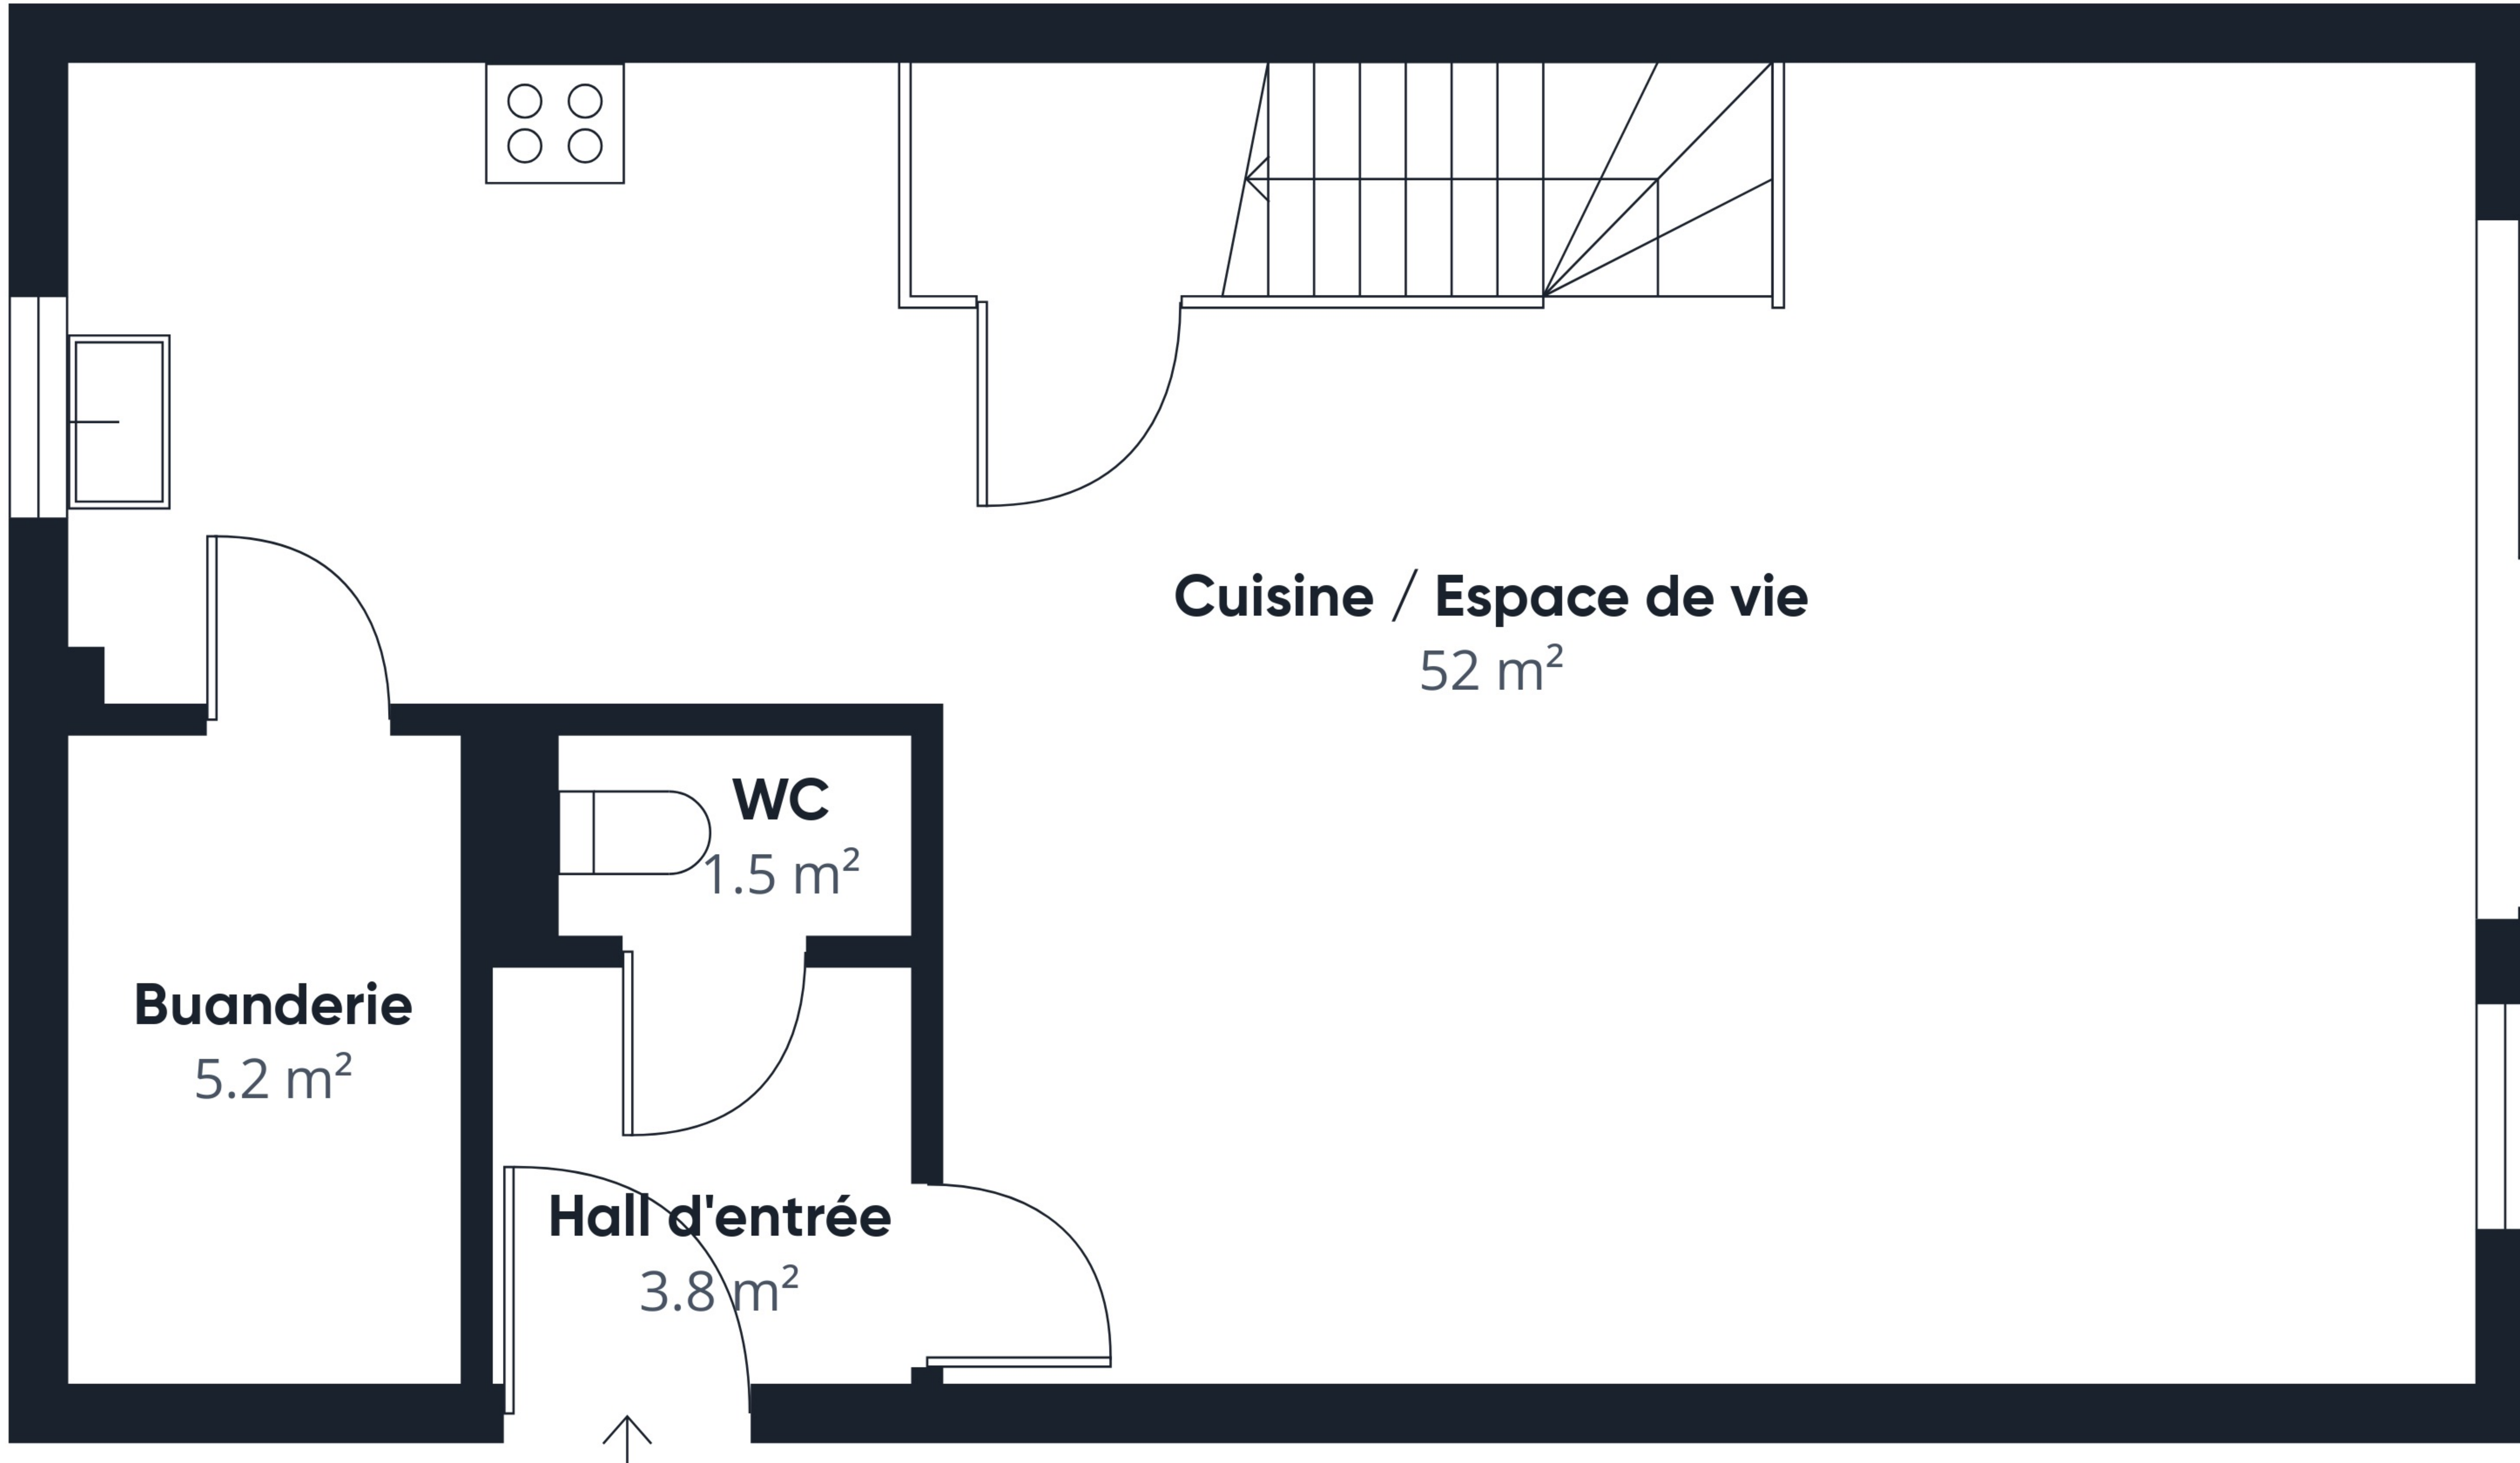 Cuisine / Espace de vie
52 m²
WC
1.5 m²
Buanderie
5.2 m²
Hall d'entrée
3.8 m²